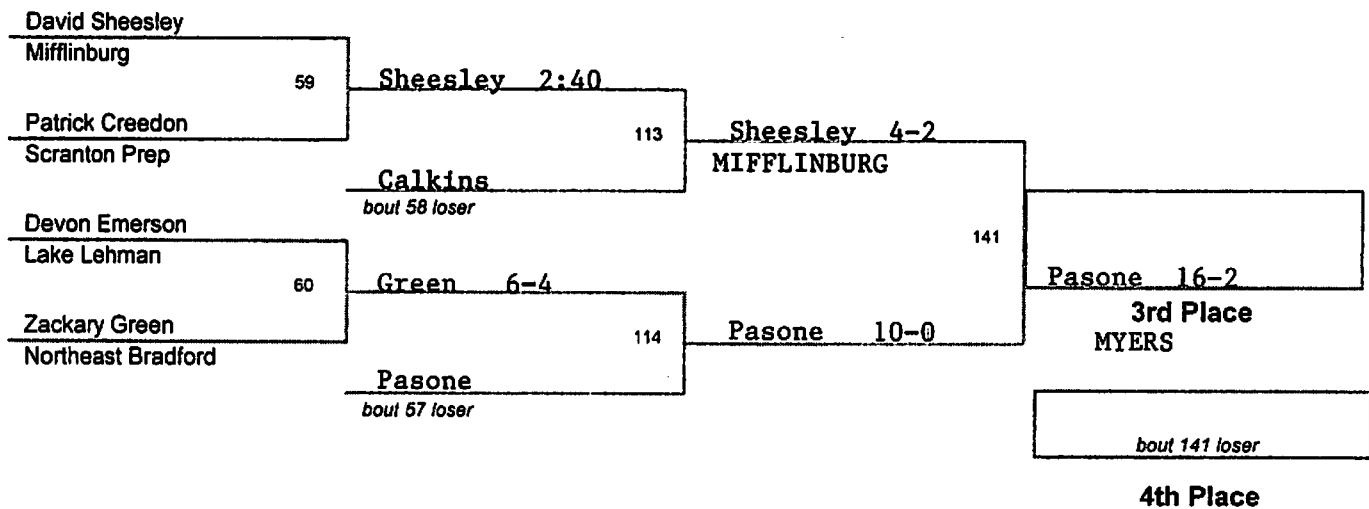 David Sheesley
Mifflinburg
59
Sheesley 2:40
Patrick Creedon
Scranton Prep
113
Sheesley 4-2
MIFFLINBURG
Calkins
bout 58 loser
Devon Emerson
Lake Lehman
141
60
Green 6-4
Pasone 16-2
3rd Place
MYERS
Zackary Green
Northeast Bradford
114
Pasone 10-0
Pasone
bout 57 loser
bout 141 loser
4th Place